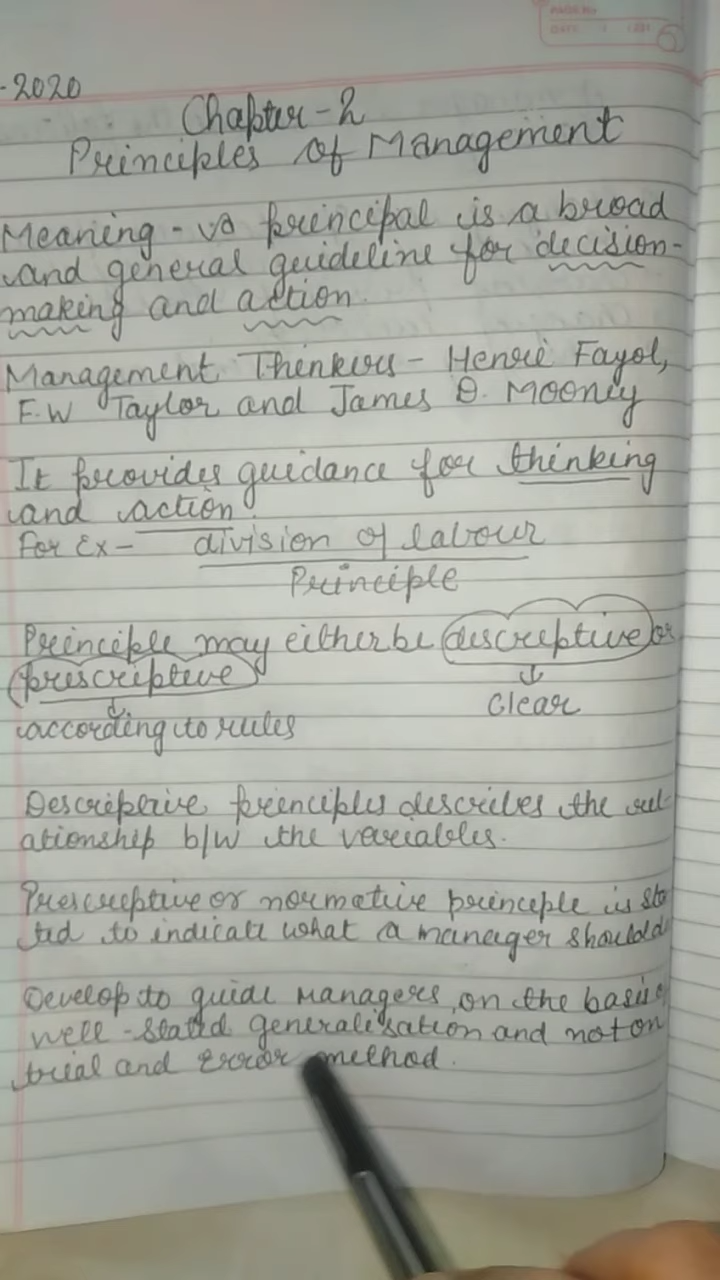 -2020
Chapter-2
Principles of Management
Meaning - A principal is a broad
and general guideline for decision-
making and action.
Management Thinkers - Henrie Fayol,
F.W Taylor and James D. Mooney
It provides guidance for thinking
and action.
For Ex - division of labour
Principle
Principle may either be descriptive or
prescriptive
Clear
according to rules
Descriptive principles describes the rel-
ationship b/w the variables.
Prescriptive or normative principle is sta
ted to indicate what a manager should d
Develop to guide managers on the basis o
well-stated generalisation and not on
trial and error method.